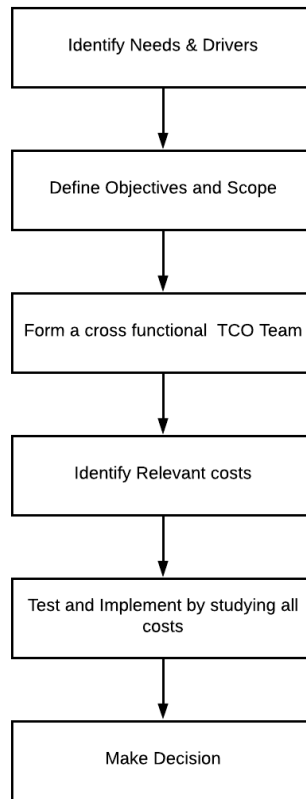 Identify Needs & Drivers
Define Objectives and Scope
Form a cross functional TCO Team
Identify Relevant costs
Test and Implement by studying all
costs
Make Decision